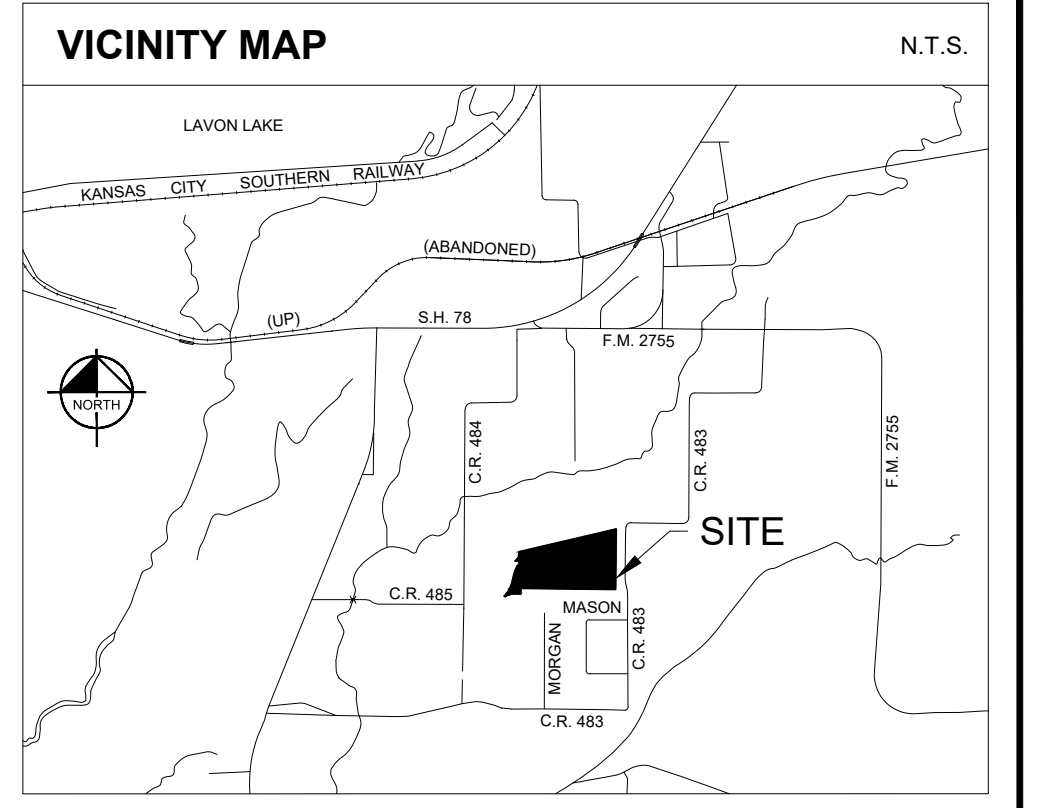 VICINITY MAP
N.T.S.
LAVON LAKE
KANSAS CITY SOUTHERN RAILWAY
(ABANDONED)
(UP)
S.H. 78
F.M. 2755
NORTH
C.R. 484
C.R. 483
F.M. 2755
SITE
C.R. 485
MASON
MORGAN
C.R. 483
C.R. 483